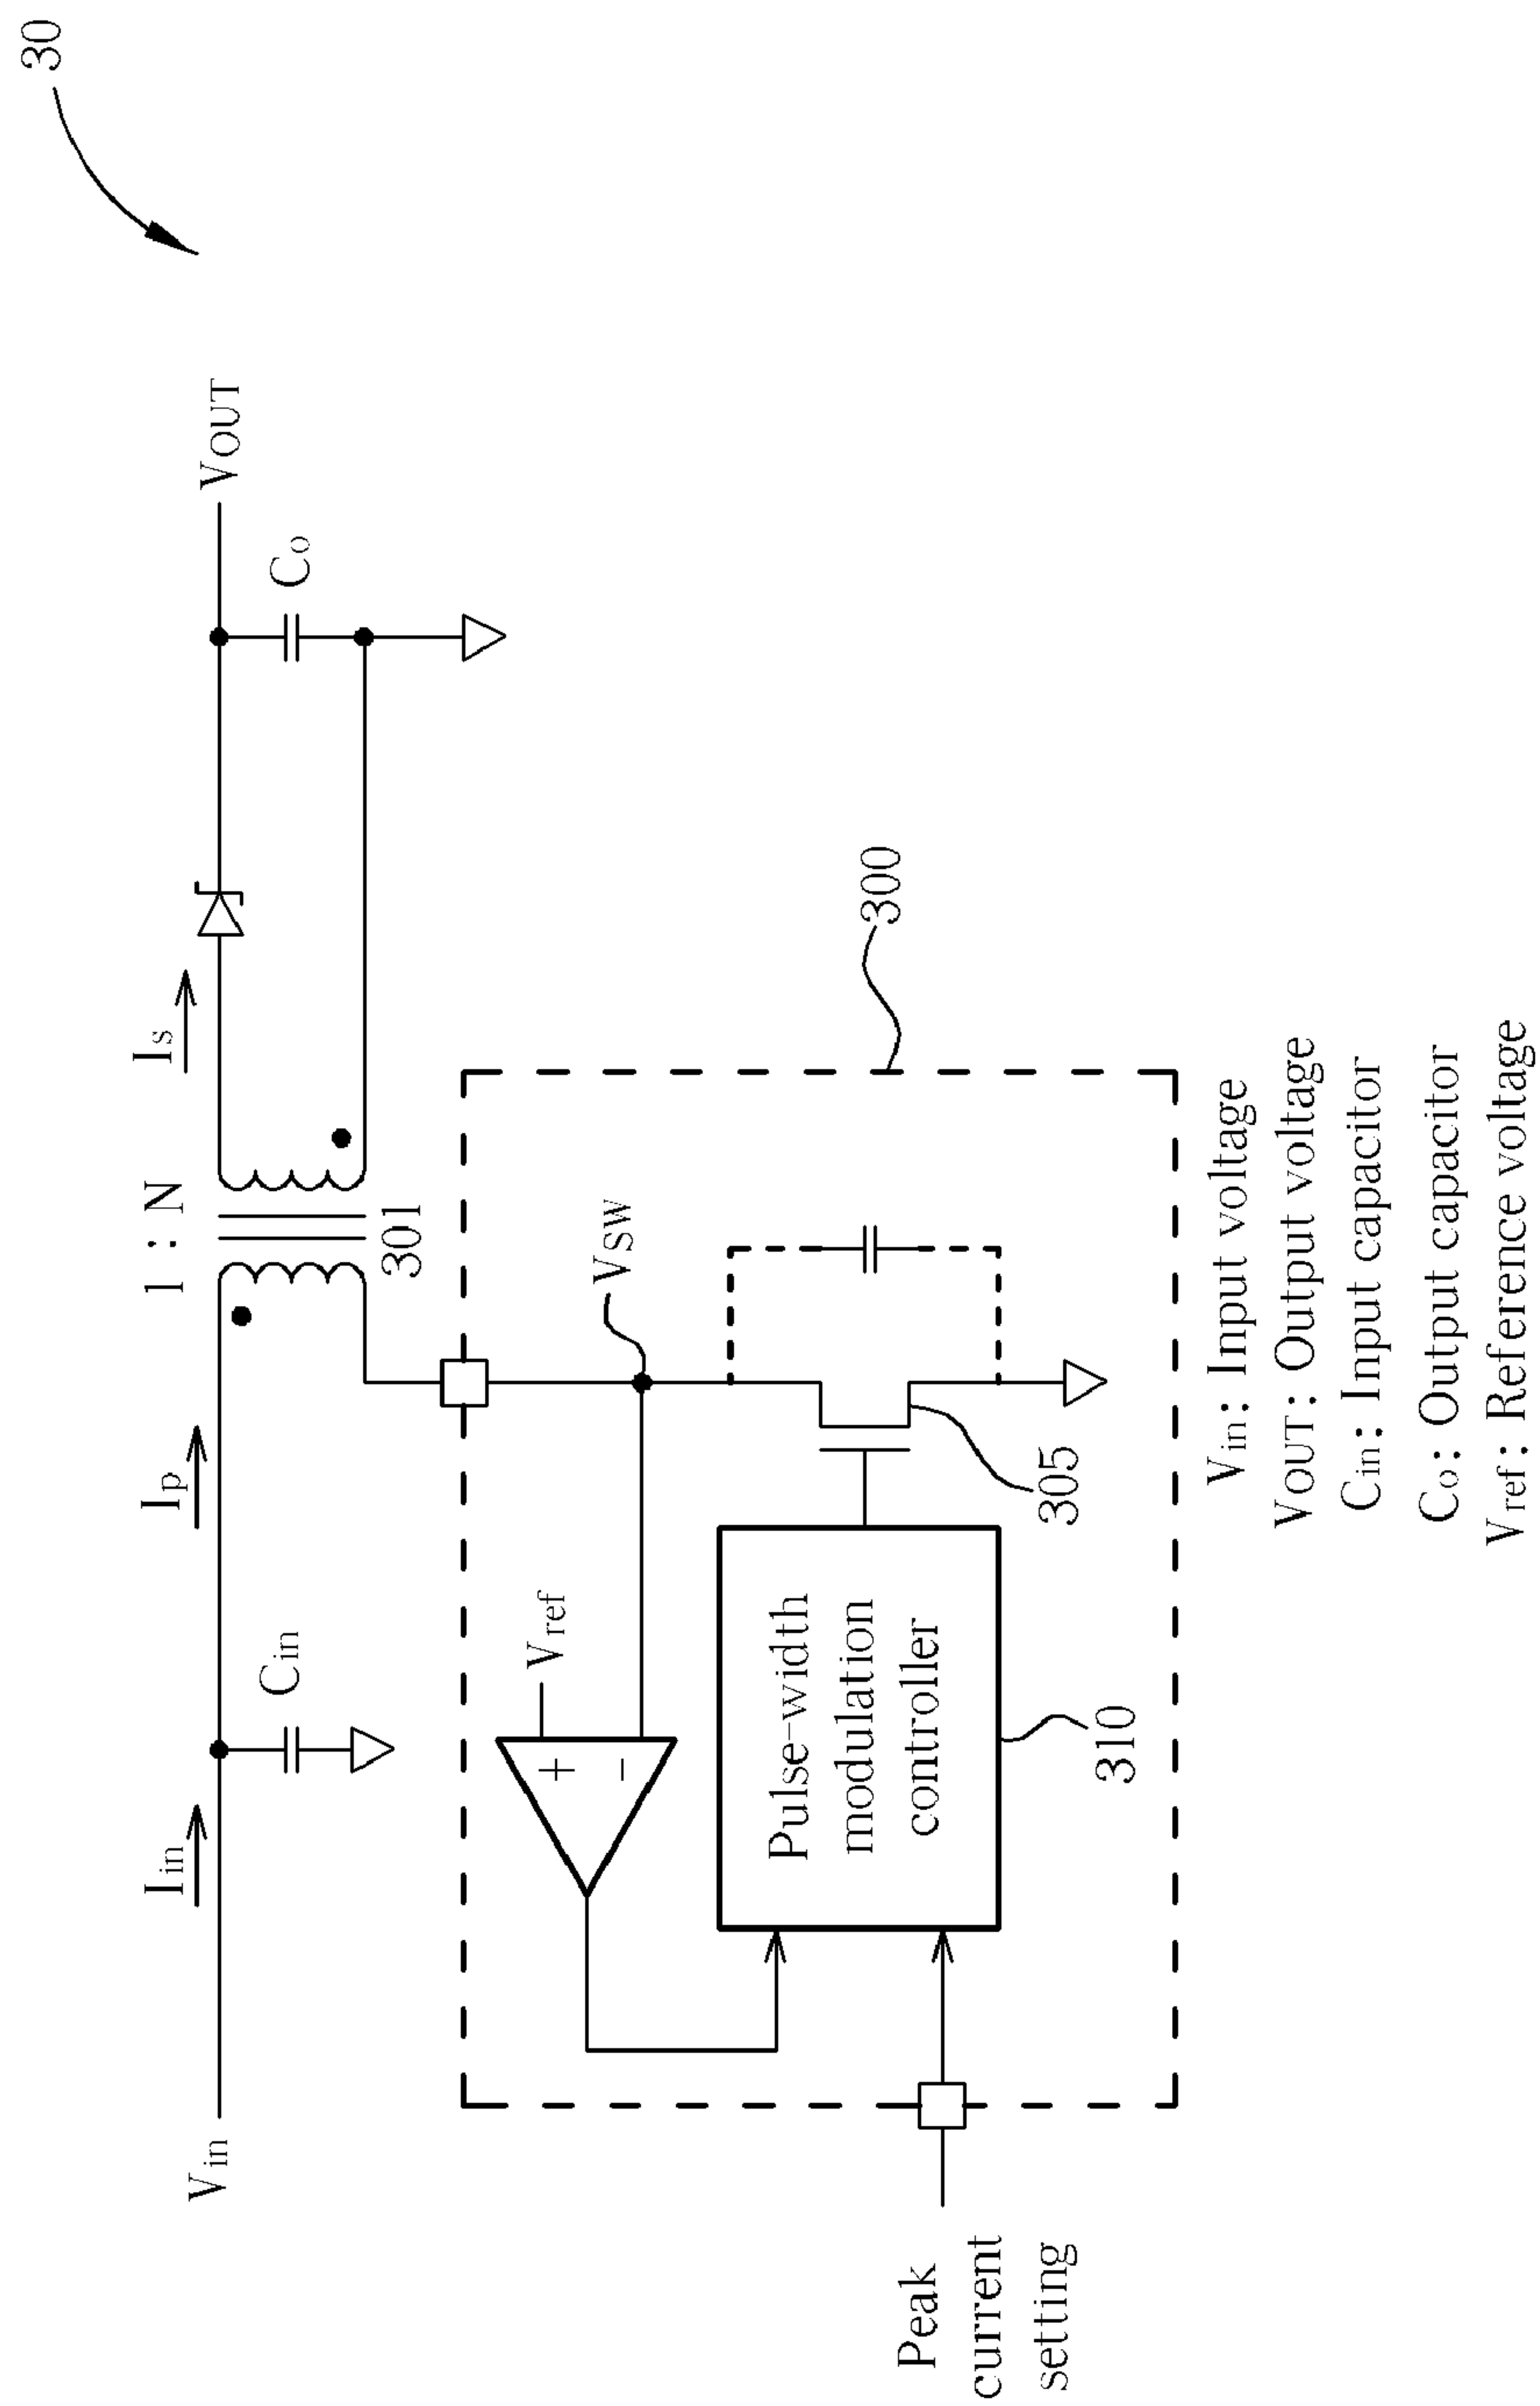 30
Iin
Ip
1 : N
Is
Vin
VOUT
Cin
Co
301
Vref
VSW
+
−
300
Pulse-width
modulation
controller
305
310
Peak
current
setting
Vin: Input voltage
VOUT: Output voltage
Cin: Input capacitor
Co: Output capacitor
Vref: Reference voltage